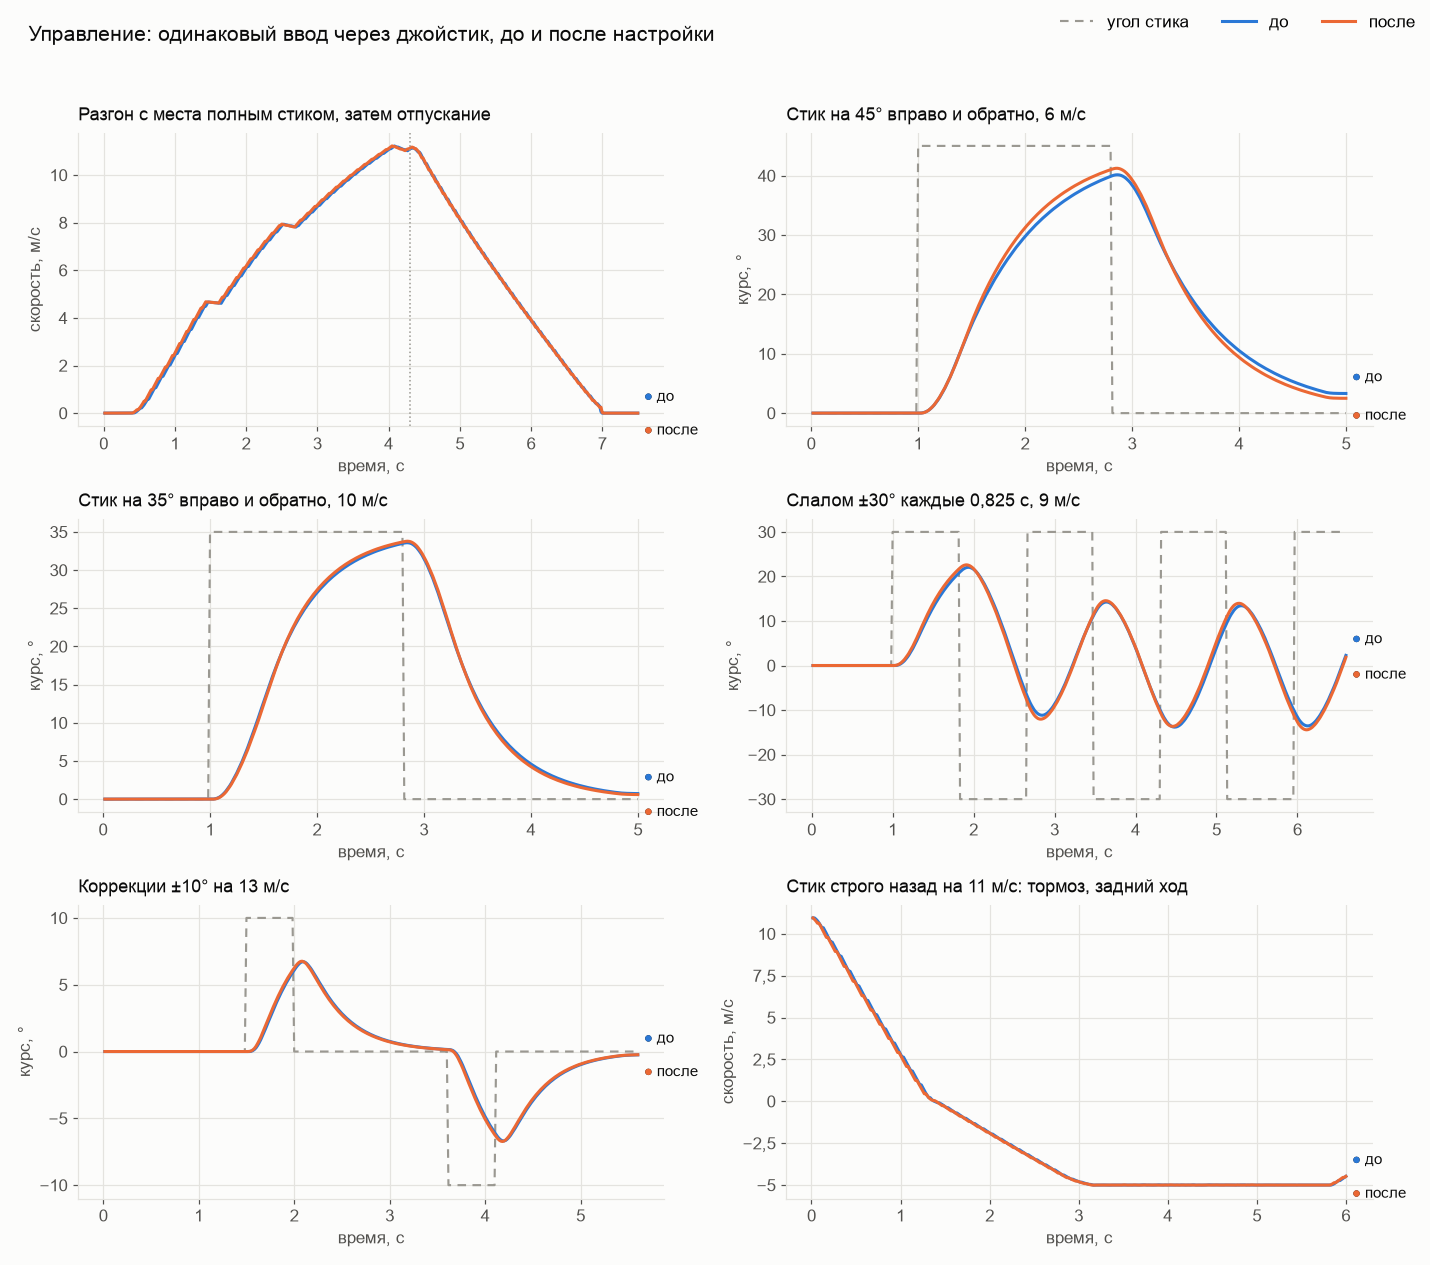 Управление: одинаковый ввод через джойстик, до и после настройки
угол стика до после
Разгон с места полным стиком, затем отпускание
скорость, м/с
10
8
6
4
2
0
0 1 2 3 4 5 6 7
время, с
до
после
Стик на 45° вправо и обратно, 6 м/с
курс, °
40
30
20
10
0
0 1 2 3 4 5
время, с
до
после
Стик на 35° вправо и обратно, 10 м/с
курс, °
35
30
25
20
15
10
5
0
0 1 2 3 4 5
время, с
до
после
Слалом ±30° каждые 0,825 с, 9 м/с
курс, °
30
20
10
0
−10
−20
−30
0 1 2 3 4 5 6
время, с
до
после
Коррекции ±10° на 13 м/с
курс, °
10
5
0
−5
−10
0 1 2 3 4 5
время, с
до
после
Стик строго назад на 11 м/с: тормоз, задний ход
скорость, м/с
10
7,5
5
2,5
0
−2,5
−5
0 1 2 3 4 5 6
время, с
до
после